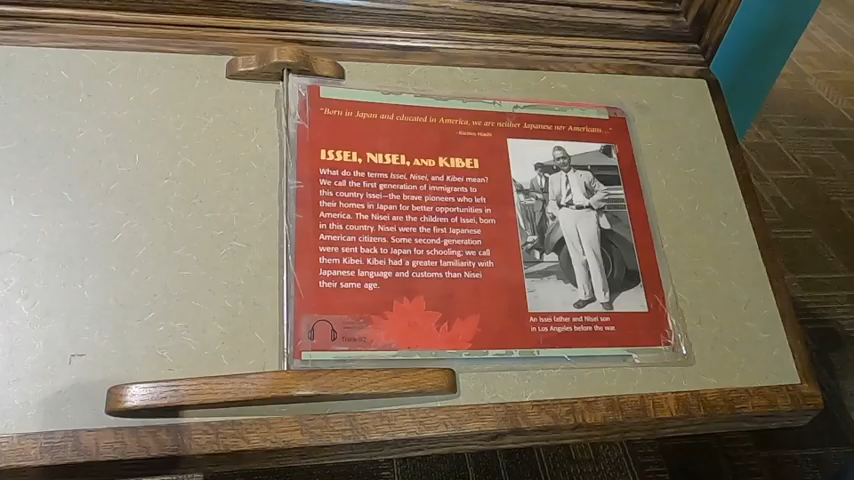 "Born in Japan and educated in America, we are neither Japanese nor Americans..."
ISSEI, NISEI, AND KIBEI
What do the terms Issei, Nisei, and Kibei mean?
We call the first generation of immigrants to
this country Issei—the brave pioneers who left
their homes in Japan for better opportunities in
America. The Nisei are the children of Issei, born
in this country. Nisei were the first Japanese
American citizens. Some second-generation
were sent back to Japan for schooling; we call
them Kibei. Kibei had a greater familiarity with
Japanese language and customs than Nisei
their same age.
An Issei father and Nisei son
in Los Angeles before the war.